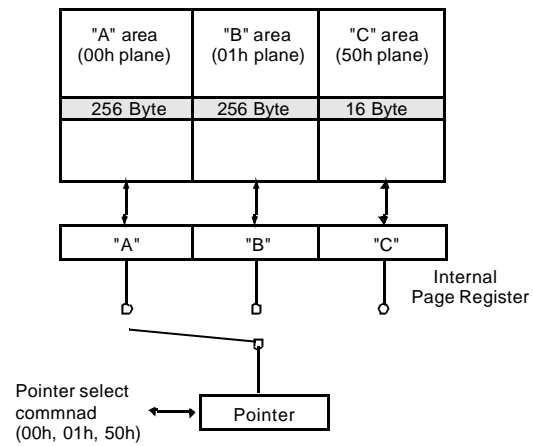 "A" area
(00h plane)
"B" area
(01h plane)
"C" area
(50h plane)
256 Byte
256 Byte
16 Byte
"A"
"B"
"C"
Internal
Page Register
Pointer select
commnad
(00h, 01h, 50h)
Pointer